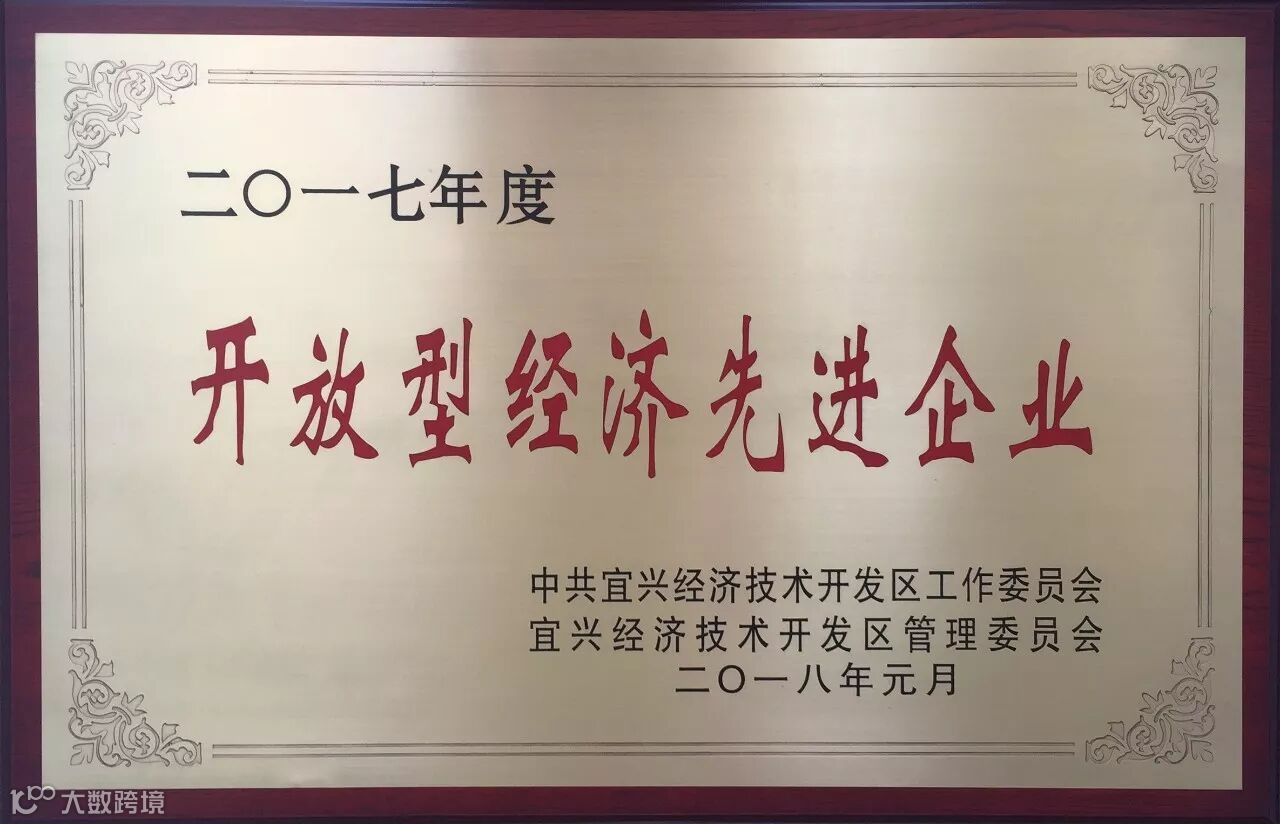 二〇一七年度
开放型经济先进企业
中共宜兴经济技术开发区工作委员会
宜兴经济技术开发区管理委员会
二〇一八年元月
大数跨境